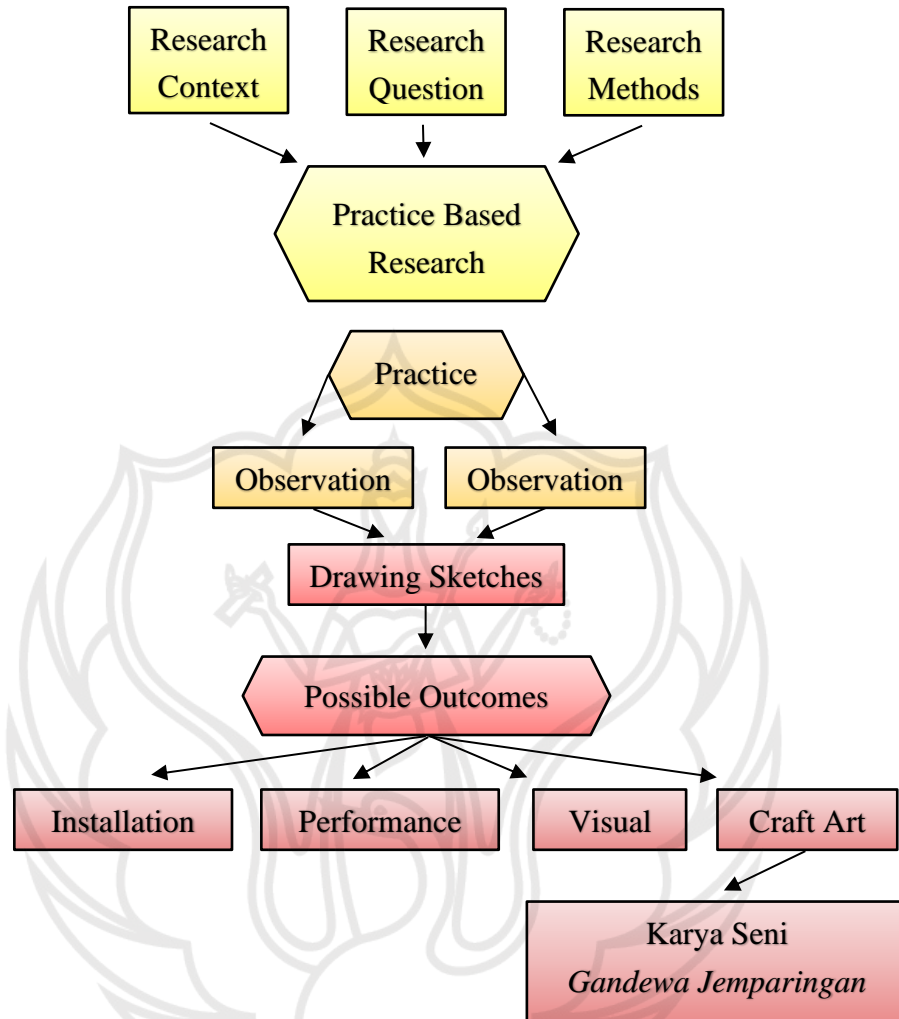 Research
Context
Research
Question
Research
Methods
Practice Based
Research
Practice
Observation
Observation
Drawing Sketches
Possible Outcomes
Installation
Performance
Visual
Craft Art
Karya Seni
Gandewa Jemparingan